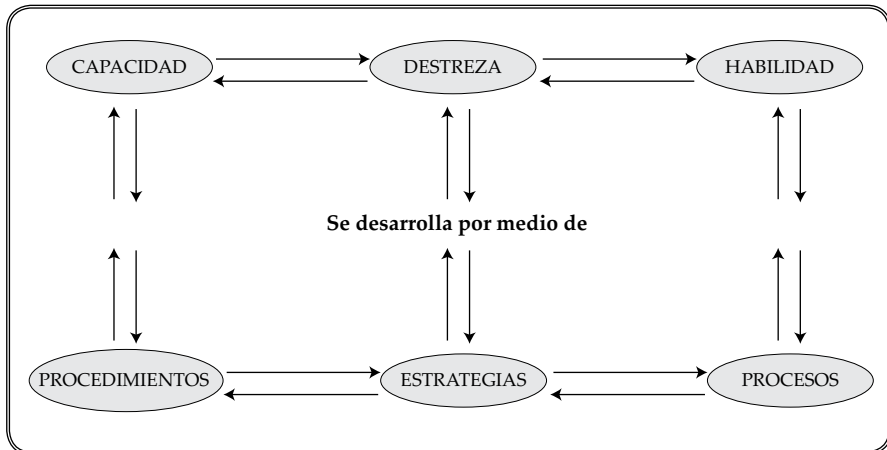 CAPACIDAD DESTREZA HABILIDAD
Se desarrolla por medio de
PROCEDIMIENTOS ESTRATEGIAS PROCESOS